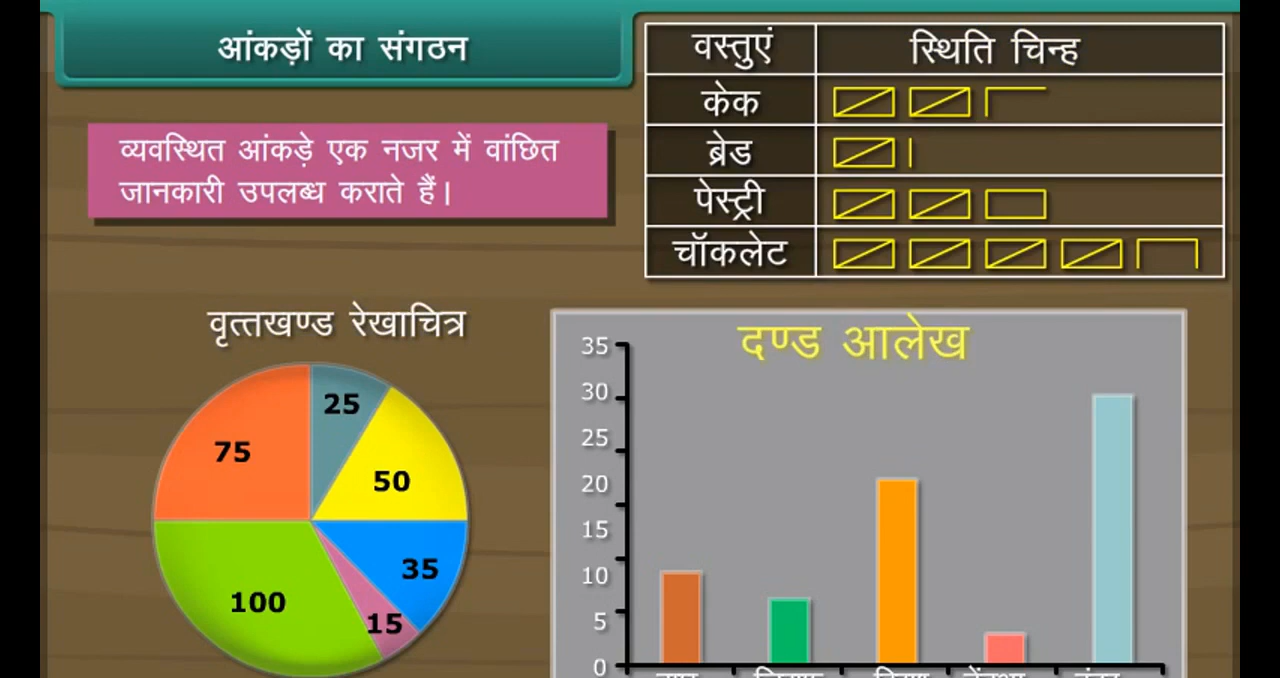 आंकड़ों का संगठन
व्यवस्थित आंकड़े एक नजर में वांछित
जानकारी उपलब्ध कराते हैं।
वस्तुएं स्थिति चिन्ह
केक
ब्रेड
पेस्ट्री
चॉकलेट
वृत्तखण्ड रेखाचित्र
75
25
50
35
15
100
दण्ड आलेख
35
30
25
20
15
10
5
0